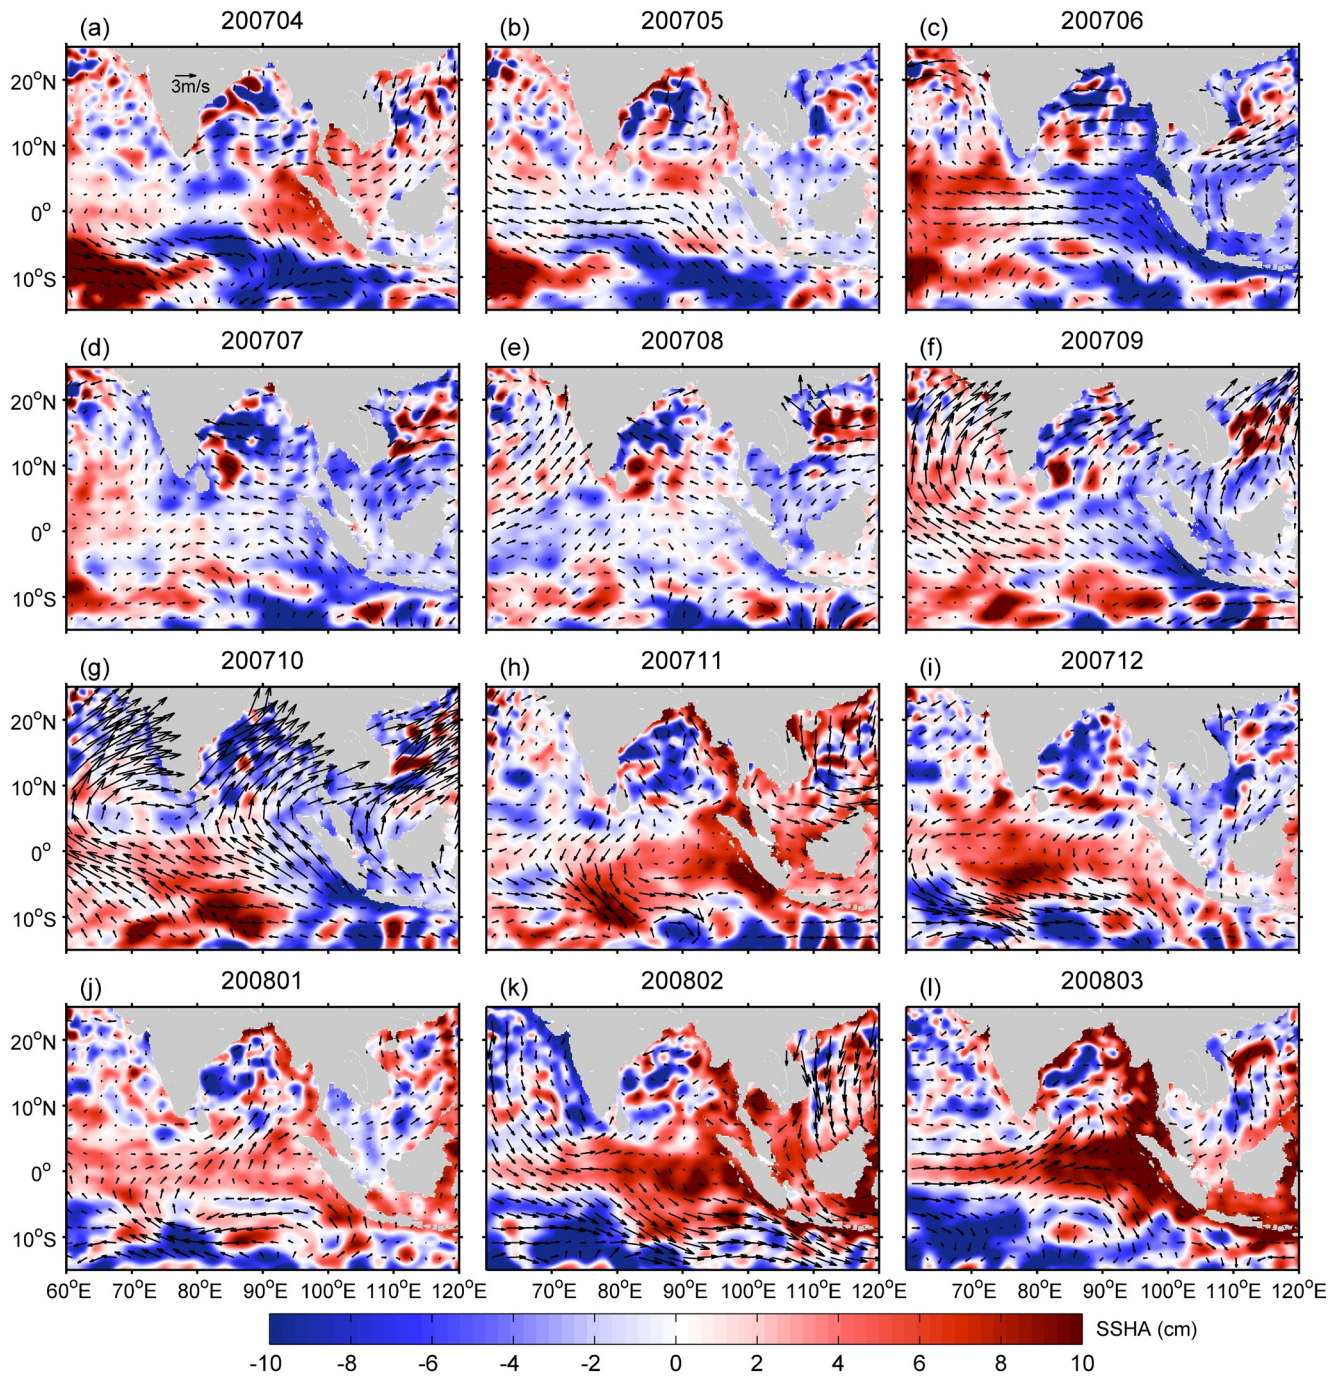 (a) 200704 (b) 200705 (c) 200706
20°N
10°N
0°
10°S
3m/s
(d) 200707 (e) 200708 (f) 200709
20°N
10°N
0°
10°S
(g) 200710 (h) 200711 (i) 200712
20°N
10°N
0°
10°S
(j) 200801 (k) 200802 (l) 200803
20°N
10°N
0°
10°S
60°E 70°E 80°E 90°E 100°E 110°E 120°E 70°E 80°E 90°E 100°E 110°E 120°E 70°E 80°E 90°E 100°E 110°E 120°E
SSHA (cm)
-10 -8 -6 -4 -2 0 2 4 6 8 10